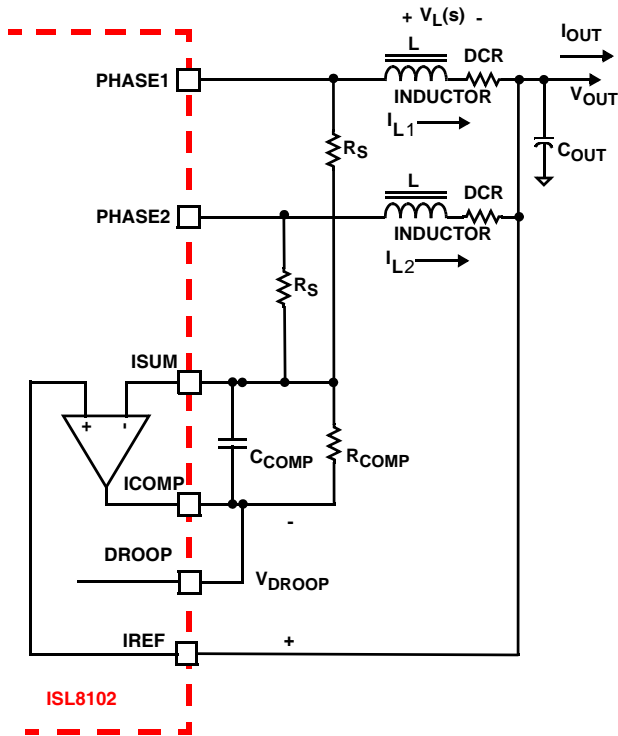 + VL(s) -
IOUT
L
DCR
PHASE1
INDUCTOR
VOUT
IL1
COUT
RS
L
DCR
PHASE2
INDUCTOR
IL2
RS
ISUM
+ -
CCOMP
RCOMP
ICOMP
-
DROOP
VDROOP
IREF
+
ISL8102